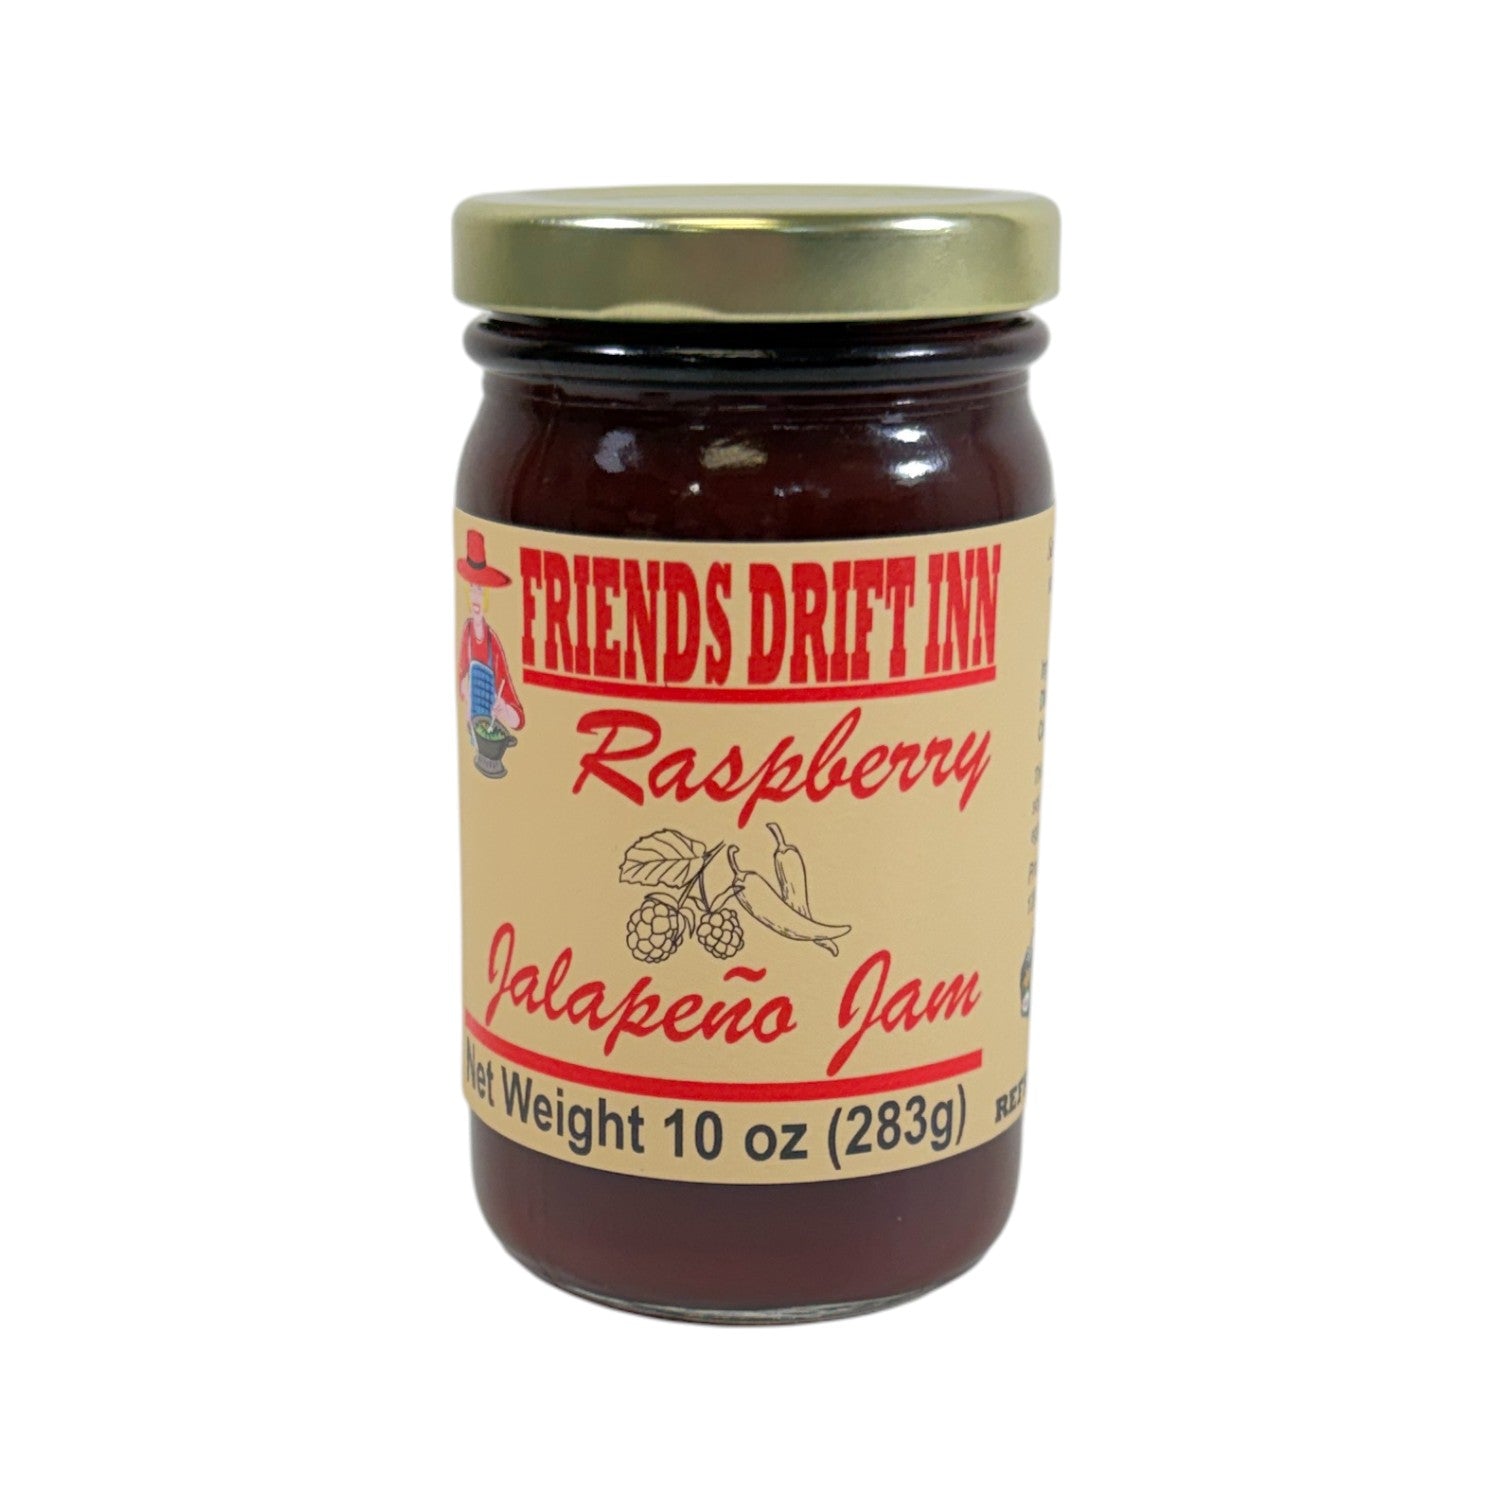 FRIENDS DRIFT INN
Raspberry
Jalapeño Jam
Net Weight 10 oz (283g)